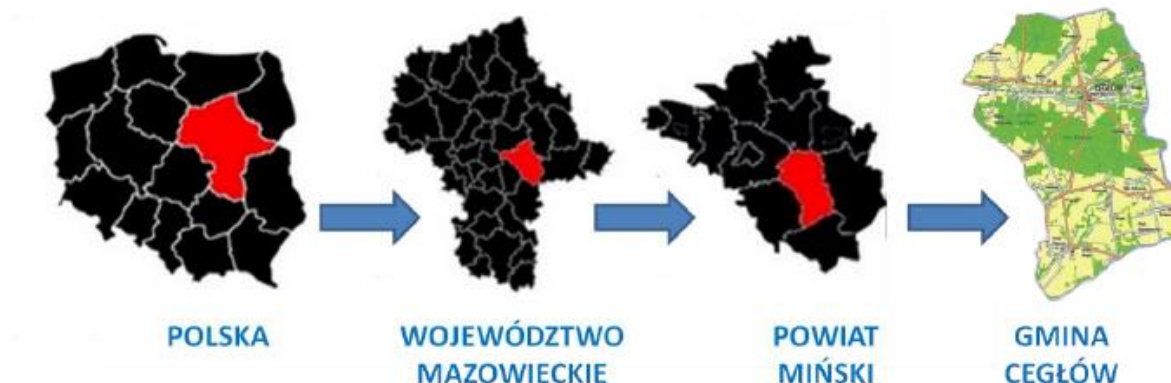 POLSKA
WOJEWÓDZTWO
MAZOWIECKIE
POWIAT
MIŃSKI
GMINA
CEGŁÓW